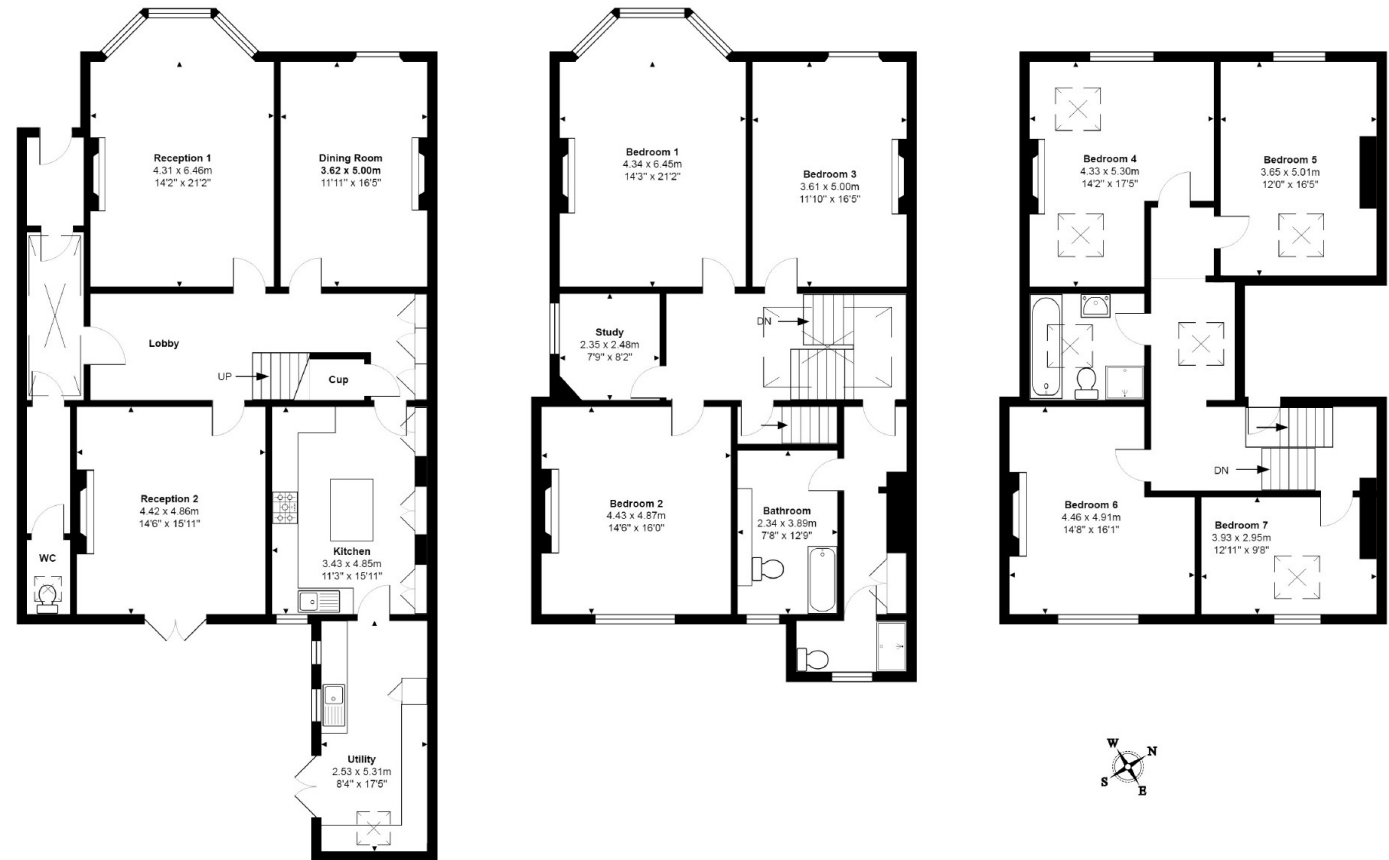 Reception 1
4.31 x 6.46m
14'2" x 21'2"
Dining Room
3.62 x 5.00m
11'11" x 16'5"
Lobby
UP
Cup
Reception 2
4.42 x 4.86m
14'6" x 15'11"
Kitchen
3.43 x 4.85m
11'3" x 15'11"
WC
Utility
2.53 x 5.31m
8'4" x 17'5"
Bedroom 1
4.34 x 6.45m
14'3" x 21'2"
Bedroom 3
3.61 x 5.00m
11'10" x 16'5"
Study
2.35 x 2.48m
7'9" x 8'2"
DN
Bedroom 2
4.43 x 4.87m
14'6" x 16'0"
Bathroom
2.34 x 3.89m
7'8" x 12'9"
Bedroom 4
4.33 x 5.30m
14'2" x 17'5"
Bedroom 5
3.65 x 5.01m
12'0" x 16'5"
DN
Bedroom 6
4.46 x 4.91m
14'8" x 16'1"
Bedroom 7
3.93 x 2.95m
12'11" x 9'8"
W
N
S
E